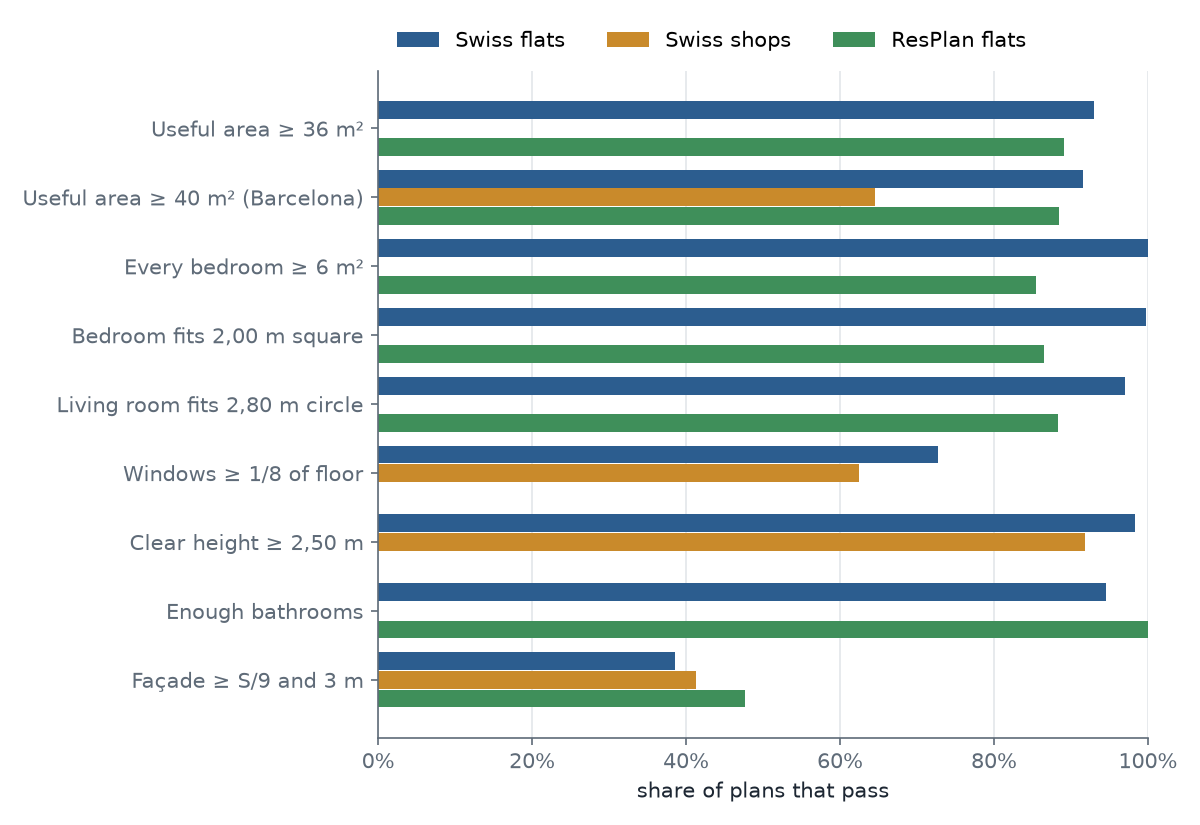 Swiss flats Swiss shops ResPlan flats
Useful area ≥ 36 m²
Useful area ≥ 40 m² (Barcelona)
Every bedroom ≥ 6 m²
Bedroom fits 2,00 m square
Living room fits 2,80 m circle
Windows ≥ 1/8 of floor
Clear height ≥ 2,50 m
Enough bathrooms
Façade ≥ S/9 and 3 m
0% 20% 40% 60% 80% 100%
share of plans that pass